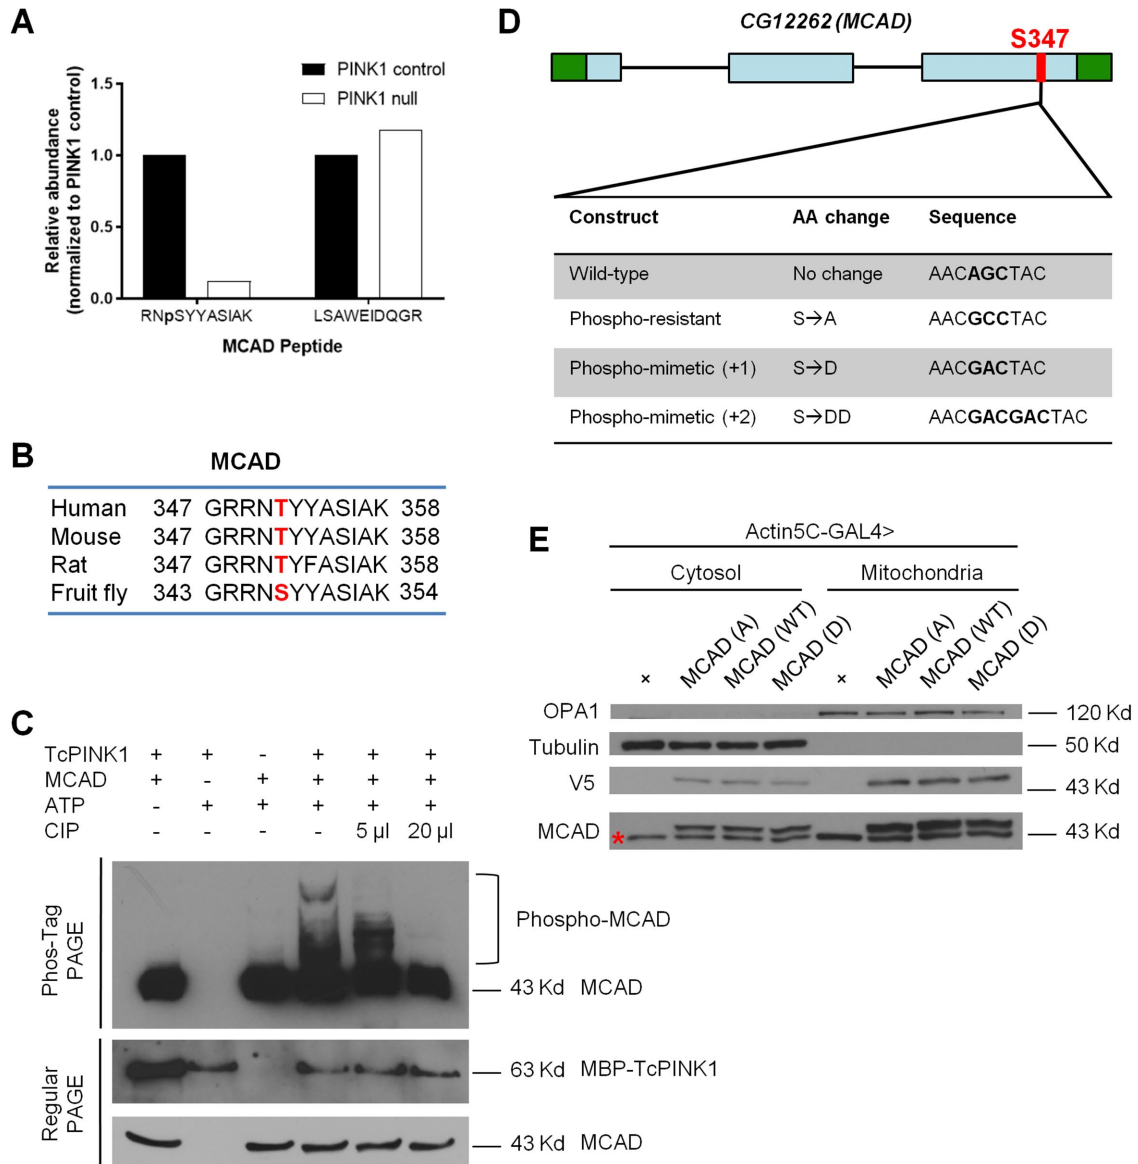 A
Relative abundance
(normalized to PINK1 control)
1.5
1.0
0.5
0.0
PINK1 control
PINK1 null
RNpSYYASIAK
LSAWEIDQGR
MCAD Peptide
B
MCAD
Human 347 GRRNTYYASIAK 358
Mouse 347 GRRNTYYASIAK 358
Rat 347 GRRNTYFASIAK 358
Fruit fly 343 GRRNSYYASIAK 354
C
TcPINK1 + + - + + +
MCAD + - + + + +
ATP - + + + + +
CIP - - - - 5 µl 20 µl
Phos-Tag
PAGE
Phospho-MCAD
43 Kd MCAD
Regular
PAGE
63 Kd MBP-TcPINK1
43 Kd MCAD
D
CG12262 (MCAD)
S347
Construct AA change Sequence
Wild-type No change AACAGCTAC
Phospho-resistant S→A AACGCCTAC
Phospho-mimetic (+1) S→D AACGACTAC
Phospho-mimetic (+2) S→DD AACGACGACTAC
E
Actin5C-GAL4>
Cytosol Mitochondria
+ MCAD (A) MCAD (WT) MCAD (D) + MCAD (A) MCAD (WT) MCAD (D)
OPA1 120 Kd
Tubulin 50 Kd
V5 43 Kd
MCAD * 43 Kd